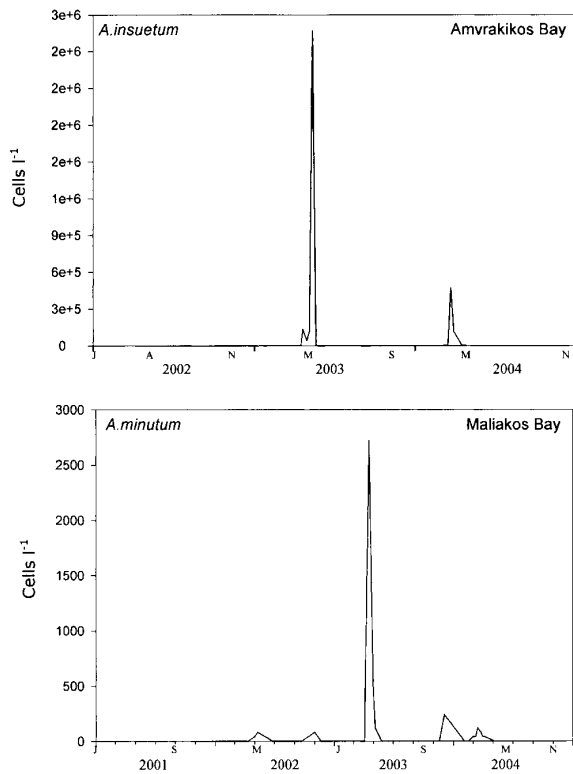 A.insuetum Amvrakikos Bay
3e+6
2e+6
2e+6
2e+6
2e+6
1e+6
9e+5
6e+5
3e+5
0
Cells l⁻¹
J A N M S M N
2002 2003 2004
A.minutum Maliakos Bay
3000
2500
2000
1500
1000
500
0
Cells l⁻¹
J S M J S M N
2001 2002 2003 2004